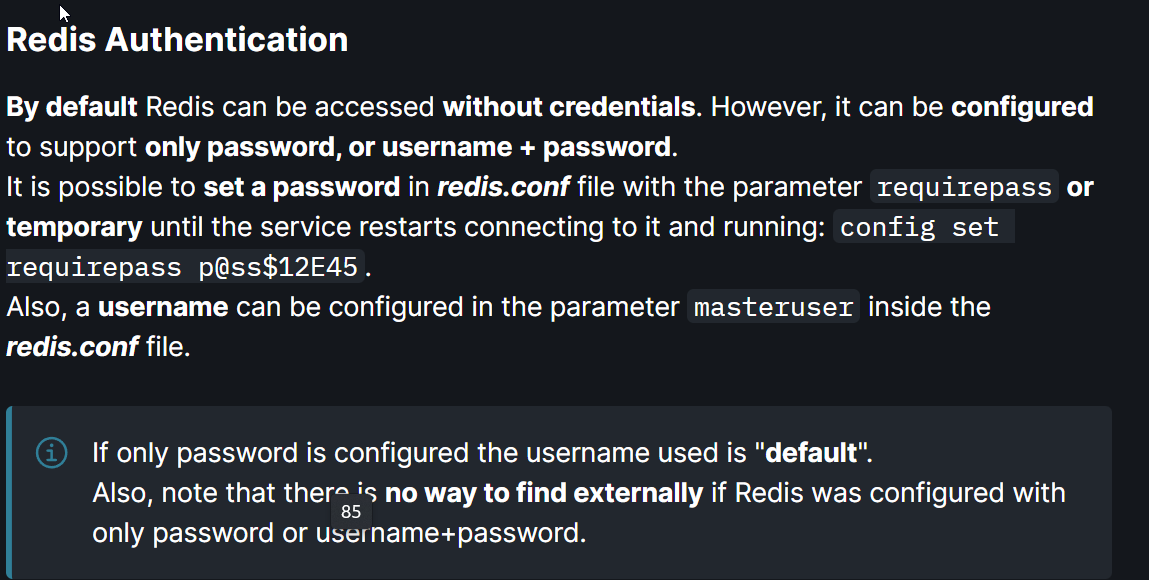 Redis Authentication
By default Redis can be accessed without credentials. However, it can be configured
to support only password, or username + password.
It is possible to set a password in redis.conf file with the parameter requirepass or
temporary until the service restarts connecting to it and running: config set
requirepass p@ss$12E45.
Also, a username can be configured in the parameter masteruser inside the
redis.conf file.
If only password is configured the username used is "default".
Also, note that there is no way to find externally if Redis was configured with
85
only password or username+password.